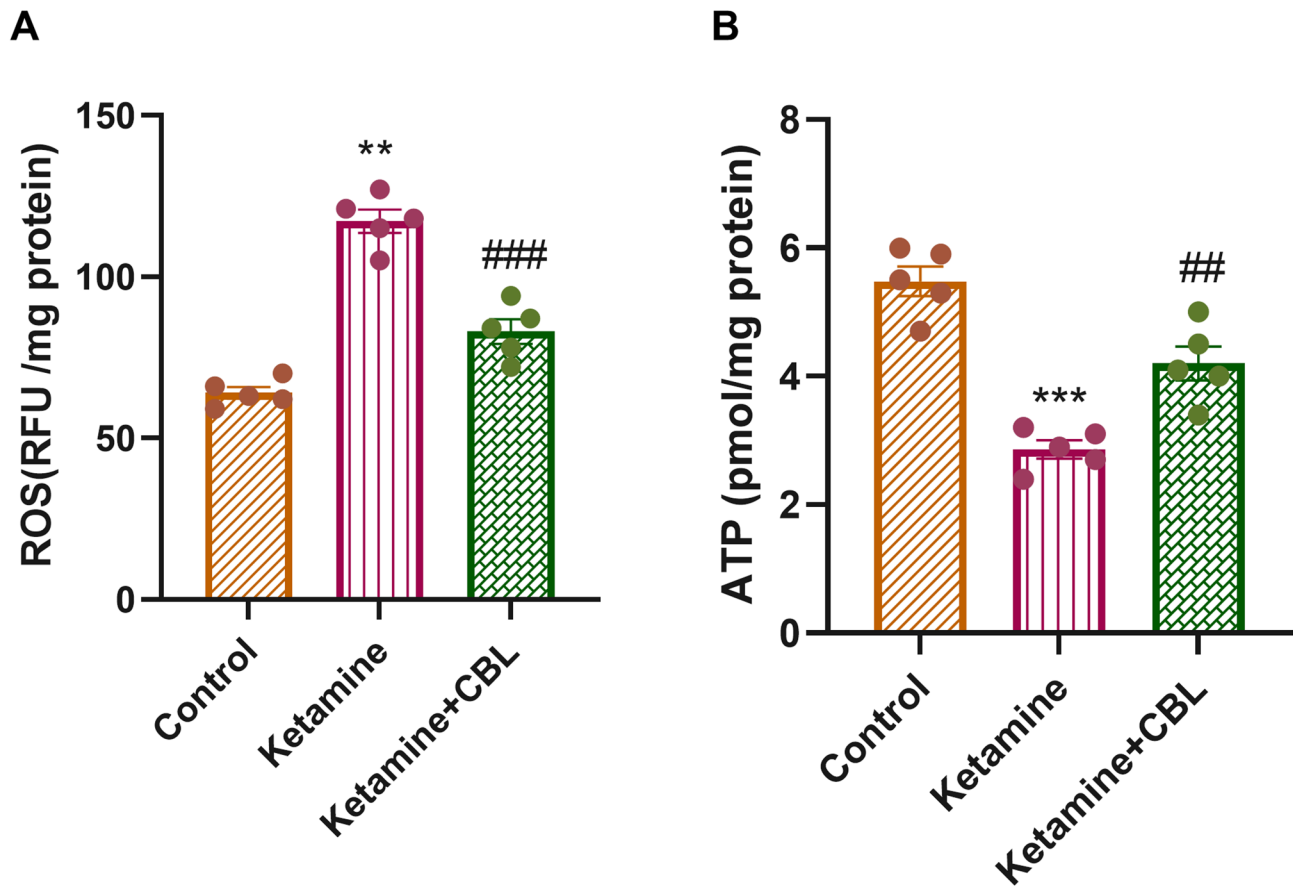 A
ROS(RFU /mg protein)
150
100
50
0
**
###
Control
Ketamine
Ketamine+CBL
B
ATP (pmol/mg protein)
8
6
4
2
0
***
##
Control
Ketamine
Ketamine+CBL